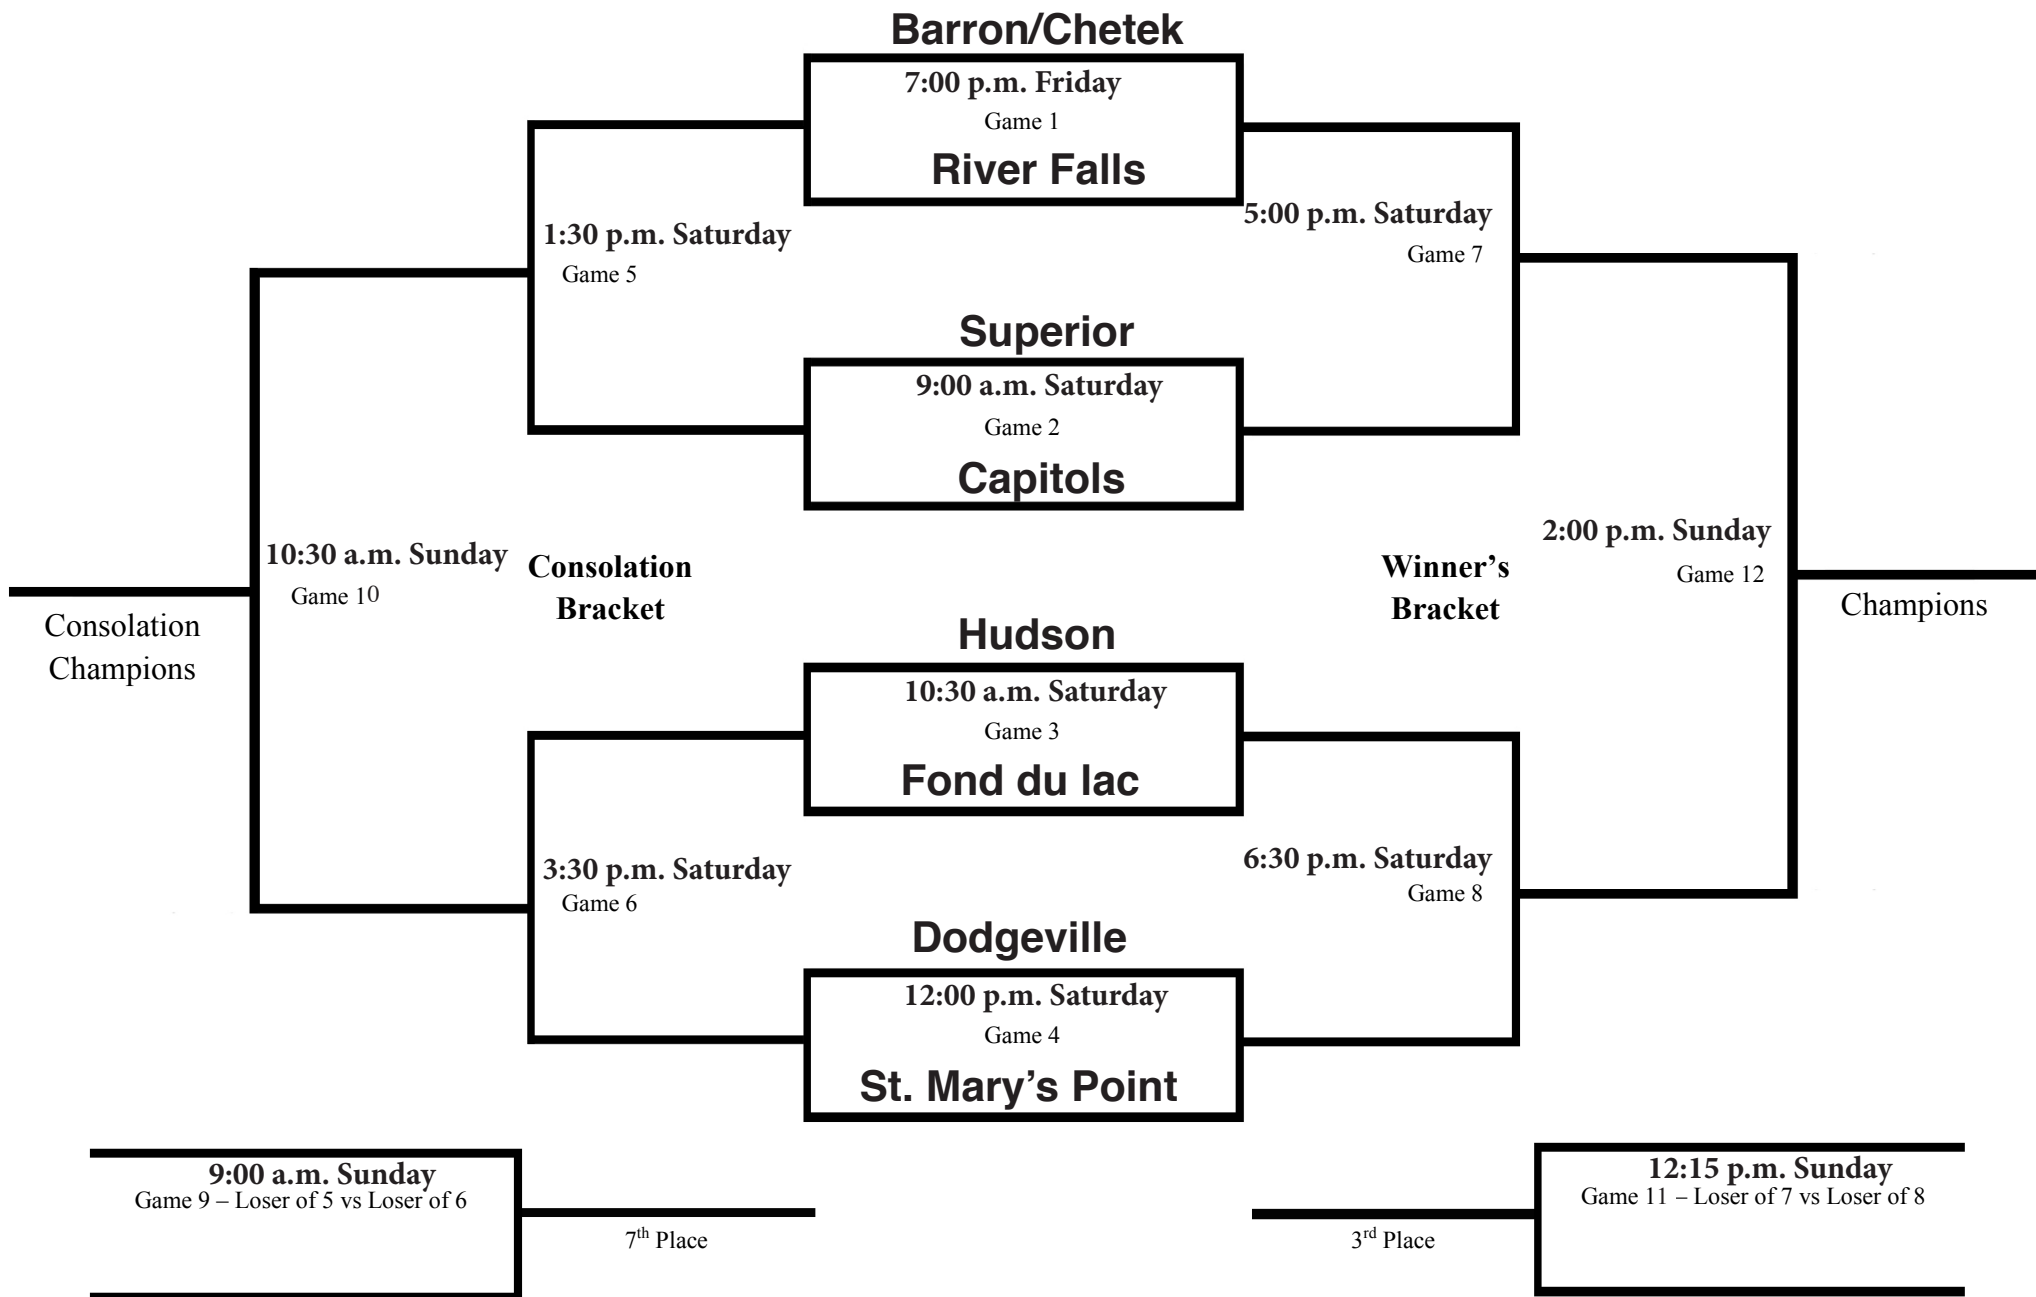 Barron/Chetek
7:00 p.m. Friday
Game 1
River Falls
1:30 p.m. Saturday
Game 5
5:00 p.m. Saturday
Game 7
Superior
9:00 a.m. Saturday
Game 2
Capitols
10:30 a.m. Sunday
Game 10
Consolation
Bracket
Winner’s
Bracket
2:00 p.m. Sunday
Game 12
Consolation
Champions
Champions
Hudson
10:30 a.m. Saturday
Game 3
Fond du lac
3:30 p.m. Saturday
Game 6
6:30 p.m. Saturday
Game 8
Dodgeville
12:00 p.m. Saturday
Game 4
St. Mary’s Point
9:00 a.m. Sunday
Game 9 – Loser of 5 vs Loser of 6
7th Place
12:15 p.m. Sunday
Game 11 – Loser of 7 vs Loser of 8
3rd Place